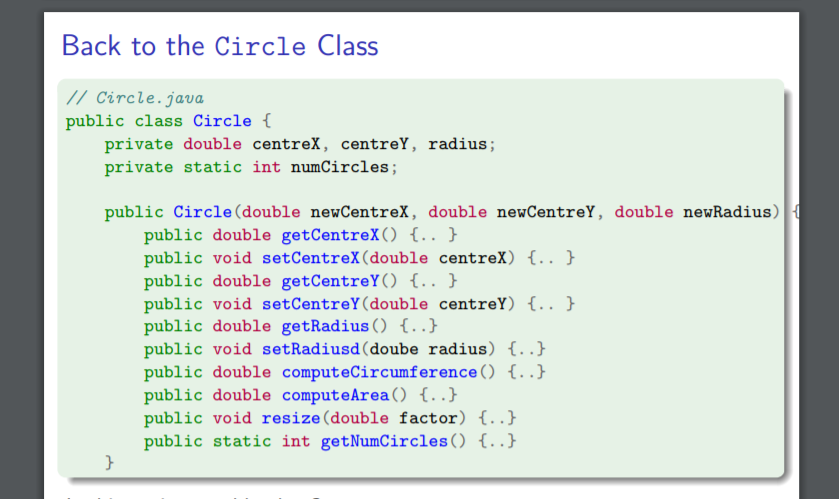 Back to the Circle Class
// Circle.java
public class Circle {
private double centreX, centreY, radius;
private static int numCircles;
public Circle(double newCentreX, double newCentreY, double newRadius) {
public double getCentreX() {.. }
public void setCentreX(double centreX) {.. }
public double getCentreY() {.. }
public void setCentreY(double centreY) {.. }
public double getRadius() {..}
public void setRadiusd(doube radius) {..}
public double computeCircumference() {..}
public double computeArea() {..}
public void resize(double factor) {..}
public static int getNumCircles() {..}
}